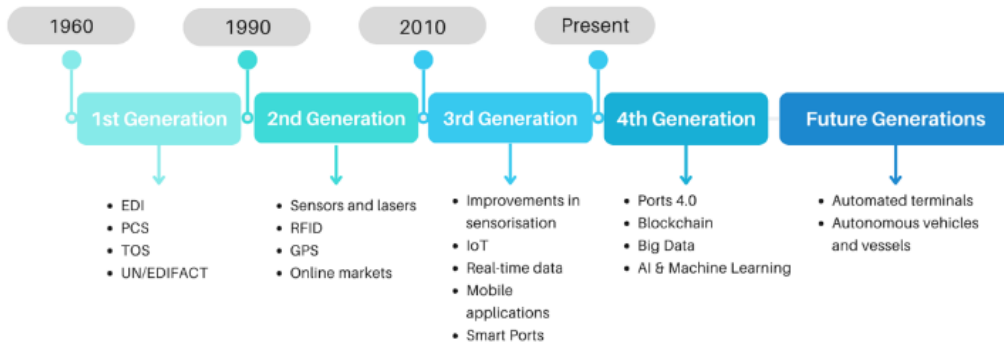 1960
1990
2010
Present
1st Generation
2nd Generation
3rd Generation
4th Generation
Future Generations
• EDI
• PCS
• TOS
• UN/EDIFACT
• Sensors and lasers
• RFID
• GPS
• Online markets
• Improvements in
sensorisation
• IoT
• Real-time data
• Mobile
applications
• Smart Ports
• Ports 4.0
• Blockchain
• Big Data
• AI & Machine Learning
• Automated terminals
• Autonomous vehicles
and vessels